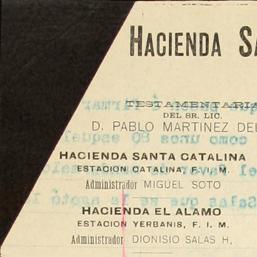 HACIENDA SA
TESTAMENTARIA
DEL SR. LIC.
D. PABLO MARTINEZ DEL
HACIENDA SANTA CATALINA
ESTACION CATALINA, F. I. M.
Administrador MIGUEL SOTO
HACIENDA EL ALAMO
ESTACION YERBANIS, F. I. M.
Administrador DIONISIO SALAS H,